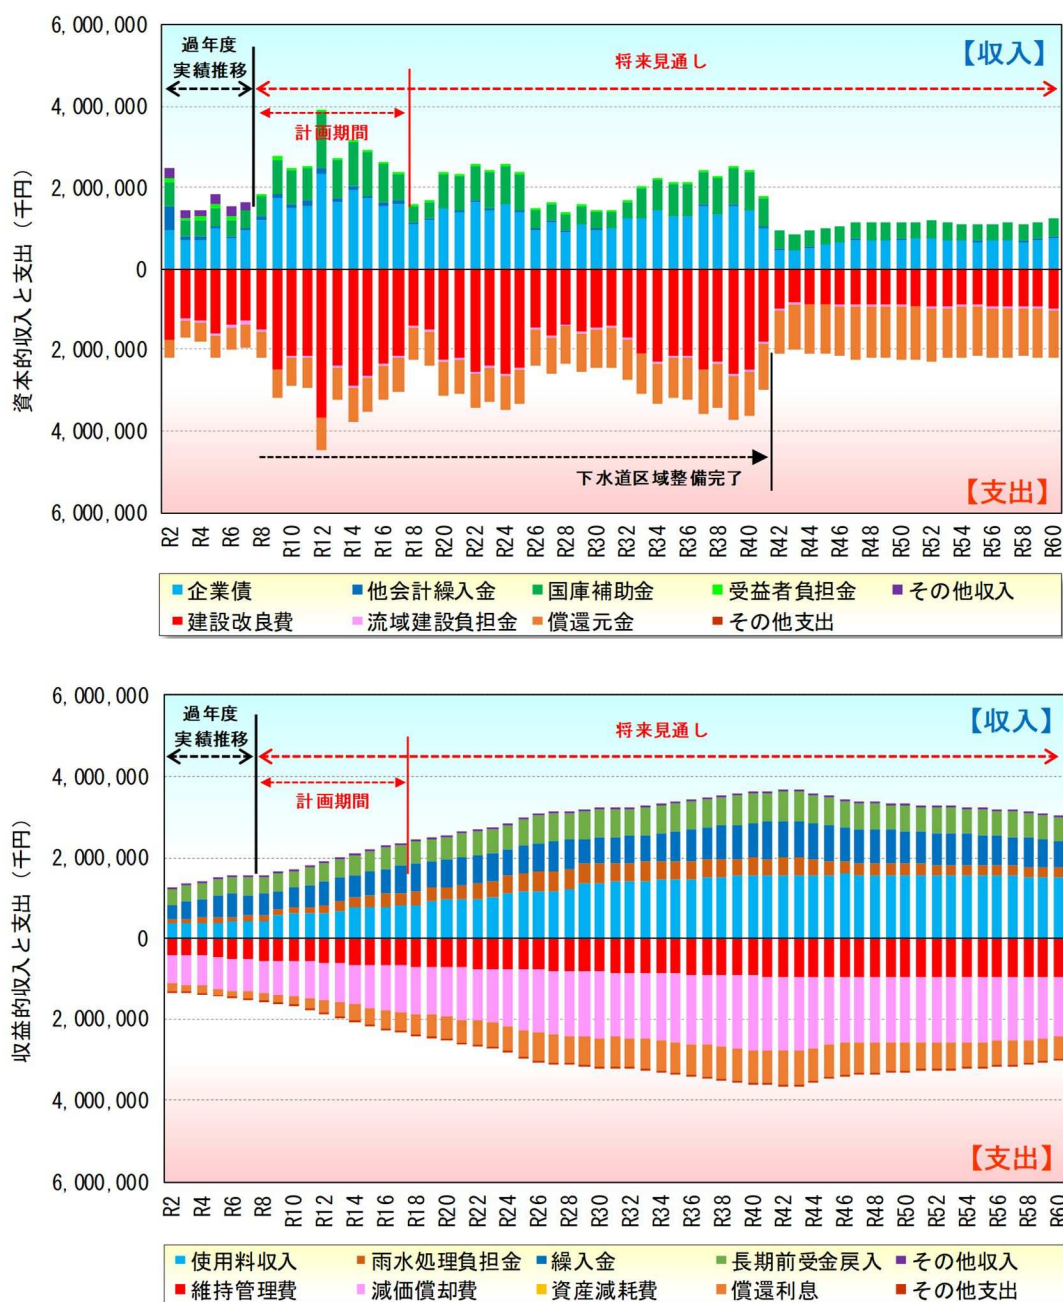 6,000,000
過年度
実績推移
将来見通し
【収入】
4,000,000
計画期間
2,000,000
0
資本的収入と支出（千円）
2,000,000
4,000,000
下水道区域整備完了
【支出】
6,000,000
R2 R4 R6 R8 R10 R12 R14 R16 R18 R20 R22 R24 R26 R28 R30 R32 R34 R36 R38 R40 R42 R44 R46 R48 R50 R52 R54 R56 R58 R60
企業債 他会計繰入金 国庫補助金 受益者負担金 その他収入
建設改良費 流域建設負担金 償還元金 その他支出
6,000,000
過年度
実績推移
将来見通し
【収入】
4,000,000
計画期間
2,000,000
0
収益的収入と支出（千円）
2,000,000
4,000,000
【支出】
6,000,000
R2 R4 R6 R8 R10 R12 R14 R16 R18 R20 R22 R24 R26 R28 R30 R32 R34 R36 R38 R40 R42 R44 R46 R48 R50 R52 R54 R56 R58 R60
使用料収入 雨水処理負担金 繰入金 長期前受金戻入 その他収入
維持管理費 減価償却費 資産減耗費 償還利息 その他支出